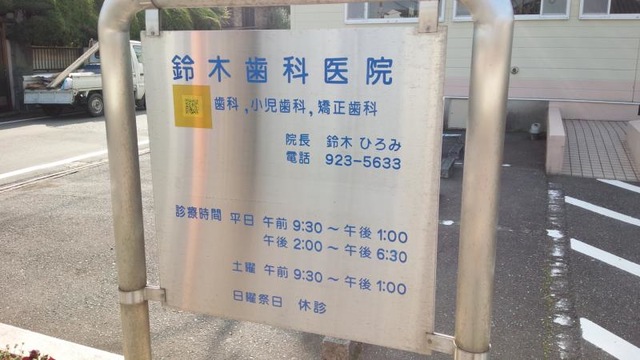 鈴木歯科医院
歯科,小児歯科,矯正歯科
院長 鈴木 ひろみ
電話 923-5633
診療時間 平日 午前 9:30 ~ 午後 1:00
午後 2:00 ~ 午後 6:30
土曜 午前 9:30 ~ 午後 1:00
日曜祭日 休診